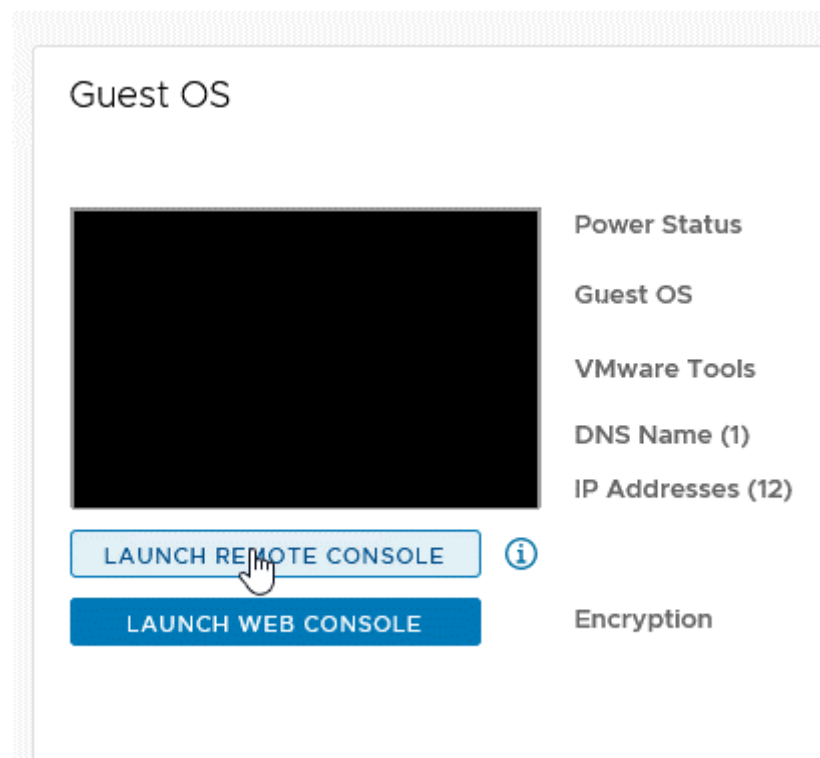 Guest OS
Power Status
Guest OS
VMware Tools
DNS Name (1)
IP Addresses (12)
LAUNCH REMOTE CONSOLE
LAUNCH WEB CONSOLE
Encryption